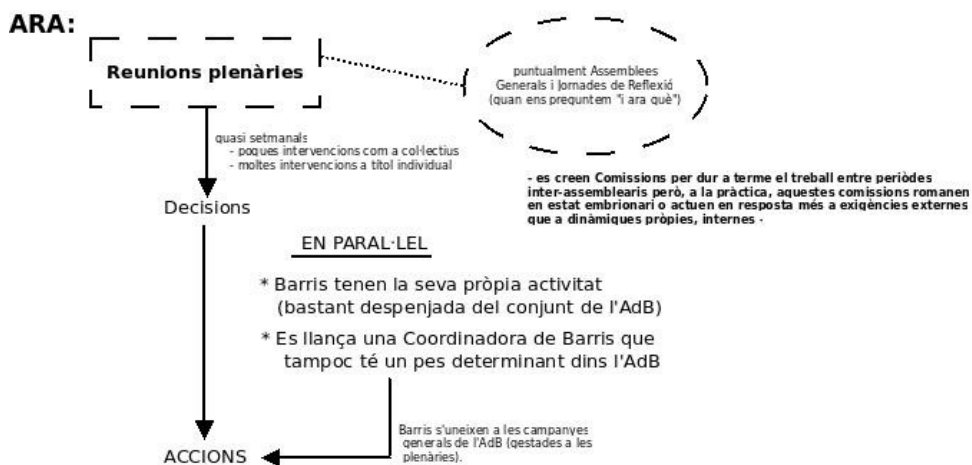 ARA:
Reunions plenàries
puntualment Assemblees
Generals i Jornades de Reflexió
(quan ens preguntem "i ara què")
quasi setmanals
- poques intervencions com a col·lectius
- moltes intervencions a títol individual
- es creen Comissions per dur a terme el treball entre periòdes
inter-assemblearis però, a la pràctica, aquestes comissions romanen
en estat embrionari o actuen en resposta més a exigències externes
que a dinàmiques pròpies, internes -
Decisions
EN PARAL·LEL
* Barris tenen la seva pròpia activitat
(bastant despenjada del conjunt de l'AdB)
* Es llança una Coordinadora de Barris que
tampoc té un pes determinant dins l'AdB
Barris s'uneixen a les campanyes
generals de l'AdB (gestades a les
plenàries).
ACCIONS